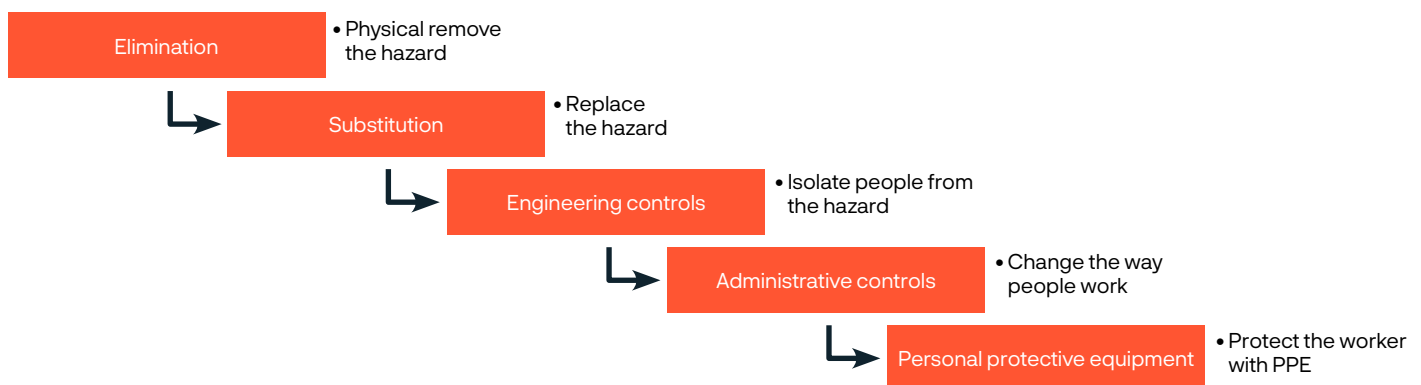 Elimination
• Physical remove
the hazard
Substitution
• Replace
the hazard
Engineering controls
• Isolate people from
the hazard
Administrative controls
• Change the way
people work
Personal protective equipment
• Protect the worker
with PPE